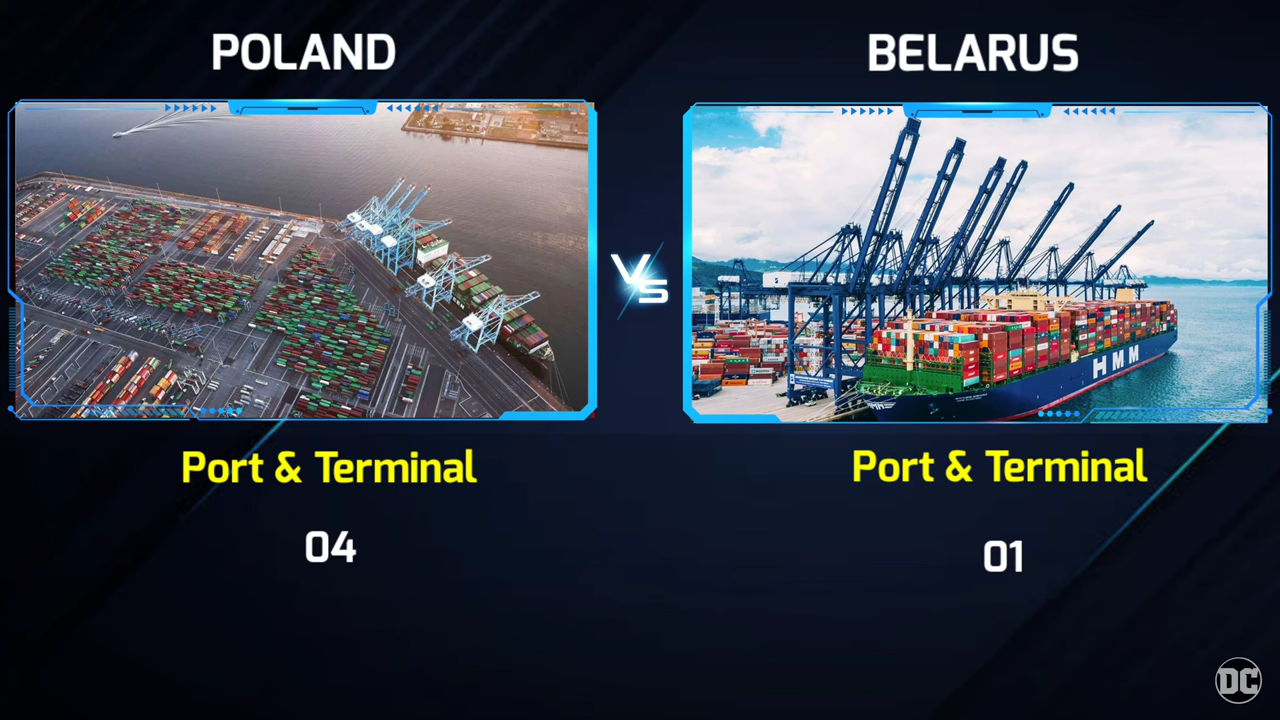 POLAND
BELARUS
VS
HMM
Port & Terminal
Port & Terminal
04
01
DC